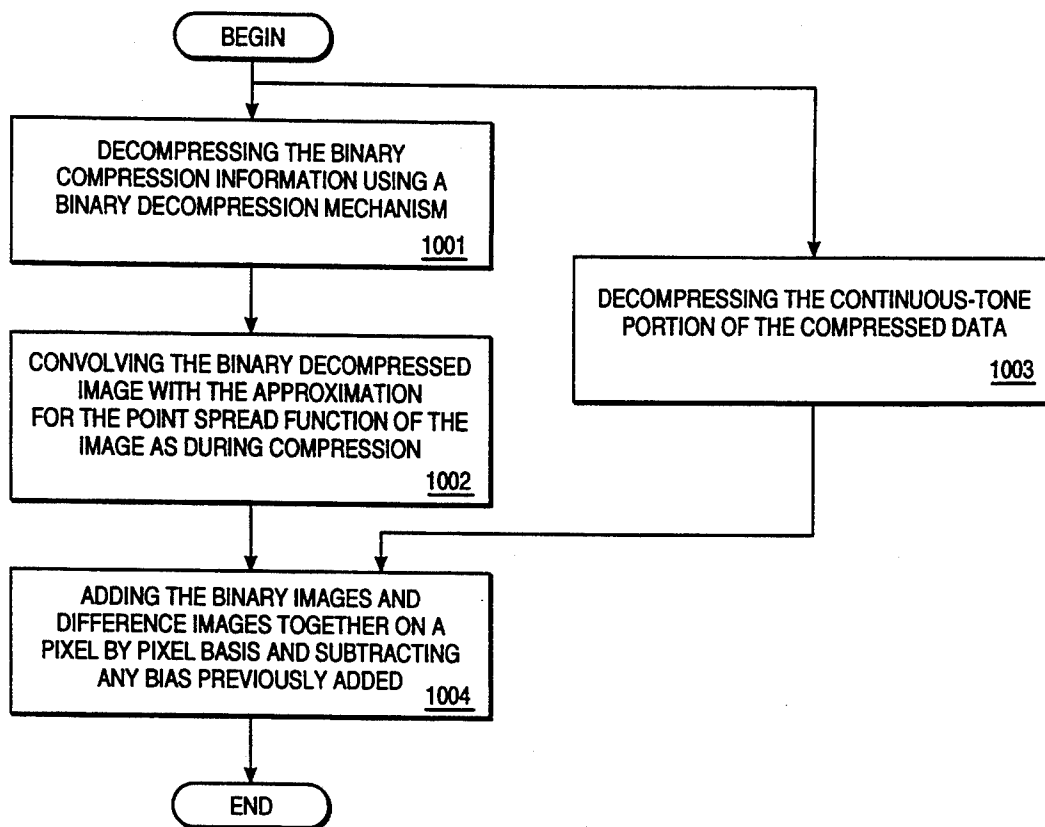 BEGIN
DECOMPRESSING THE BINARY
COMPRESSION INFORMATION USING A
BINARY DECOMPRESSION MECHANISM
1001
CONVOLVING THE BINARY DECOMPRESSED
IMAGE WITH THE APPROXIMATION
FOR THE POINT SPREAD FUNCTION OF THE
IMAGE AS DURING COMPRESSION
1002
DECOMPRESSING THE CONTINUOUS-TONE
PORTION OF THE COMPRESSED DATA
1003
ADDING THE BINARY IMAGES AND
DIFFERENCE IMAGES TOGETHER ON A
PIXEL BY PIXEL BASIS AND SUBTRACTING
ANY BIAS PREVIOUSLY ADDED
1004
END